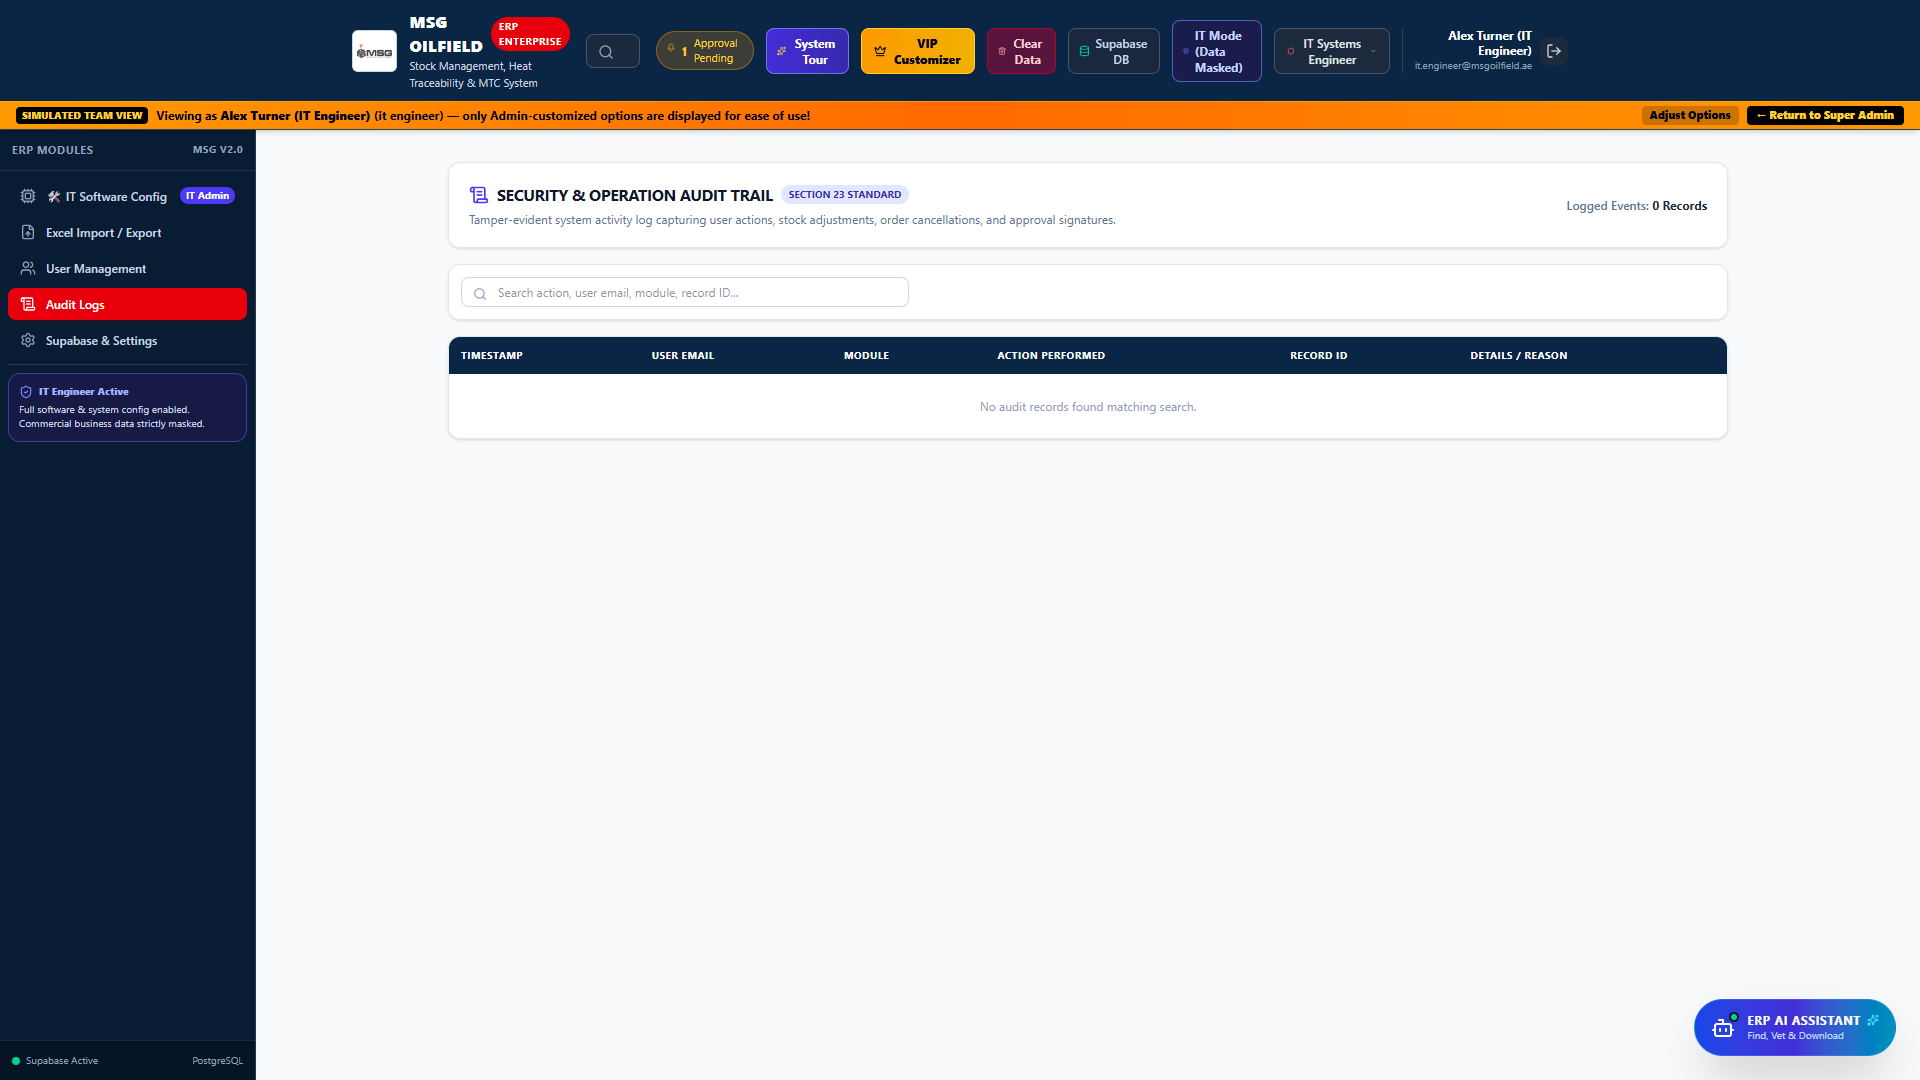 MSG
MSG
OILFIELD
ERP
ENTERPRISE
Stock Management, Heat
Traceability & MTC System
1
Approval
Pending
System
Tour
VIP
Customizer
Clear
Data
Supabase
DB
IT Mode
(Data
Masked)
IT Systems
Engineer
Alex Turner (IT
Engineer)
it.engineer@msgoilfield.ae
SIMULATED TEAM VIEW Viewing as Alex Turner (IT Engineer) (it engineer) — only Admin-customized options are displayed for ease of use!
Adjust Options
← Return to Super Admin
ERP MODULES
MSG V2.0
IT Software Config
IT Admin
Excel Import / Export
User Management
Audit Logs
Supabase & Settings
IT Engineer Active
Full software & system config enabled.
Commercial business data strictly masked.
Supabase Active
PostgreSQL
SECURITY & OPERATION AUDIT TRAIL
SECTION 23 STANDARD
Tamper-evident system activity log capturing user actions, stock adjustments, order cancellations, and approval signatures.
Logged Events: 0 Records
Search action, user email, module, record ID...
TIMESTAMP USER EMAIL MODULE ACTION PERFORMED RECORD ID DETAILS / REASON
No audit records found matching search.
ERP AI ASSISTANT
Find, Vet & Download